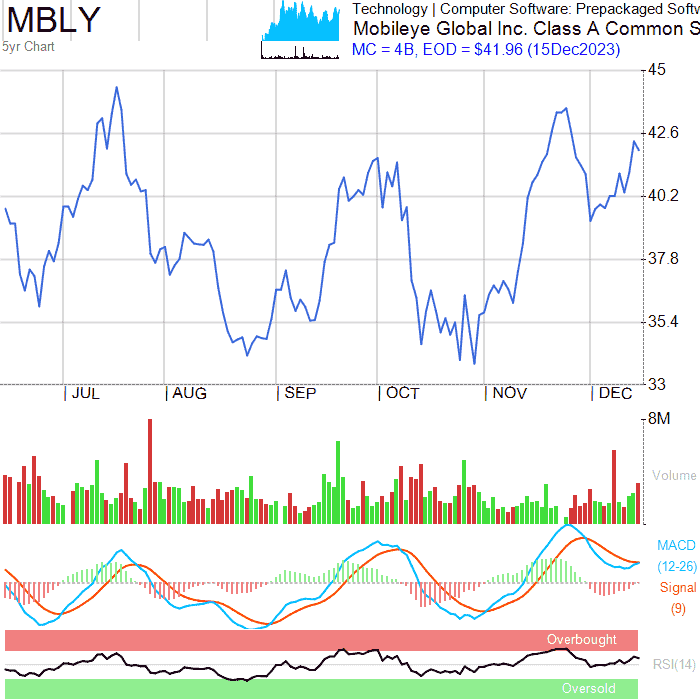 MBLY
5yr Chart
Technology | Computer Software: Prepackaged Softw
Mobileye Global Inc. Class A Common S
MC = 4B, EOD = $41.96 (15Dec2023)
45
42.6
40.2
37.8
35.4
33
JUL
AUG
SEP
OCT
NOV
DEC
8M
Volume
MACD
(12-26)
Signal
(9)
Overbought
RSI(14)
Oversold